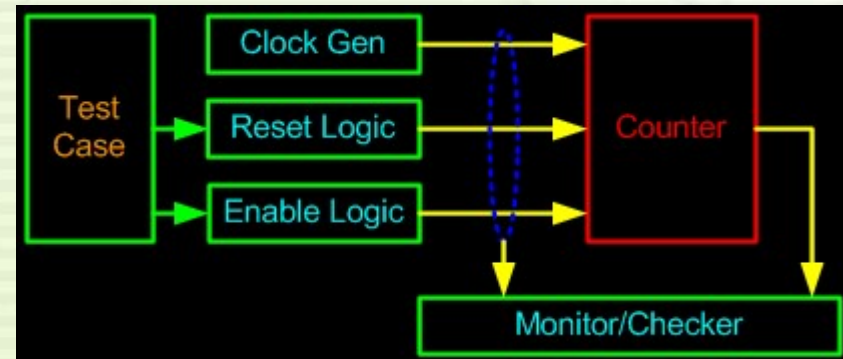 Clock Gen
Test
Case
Reset Logic
Counter
Enable Logic
Monitor/Checker